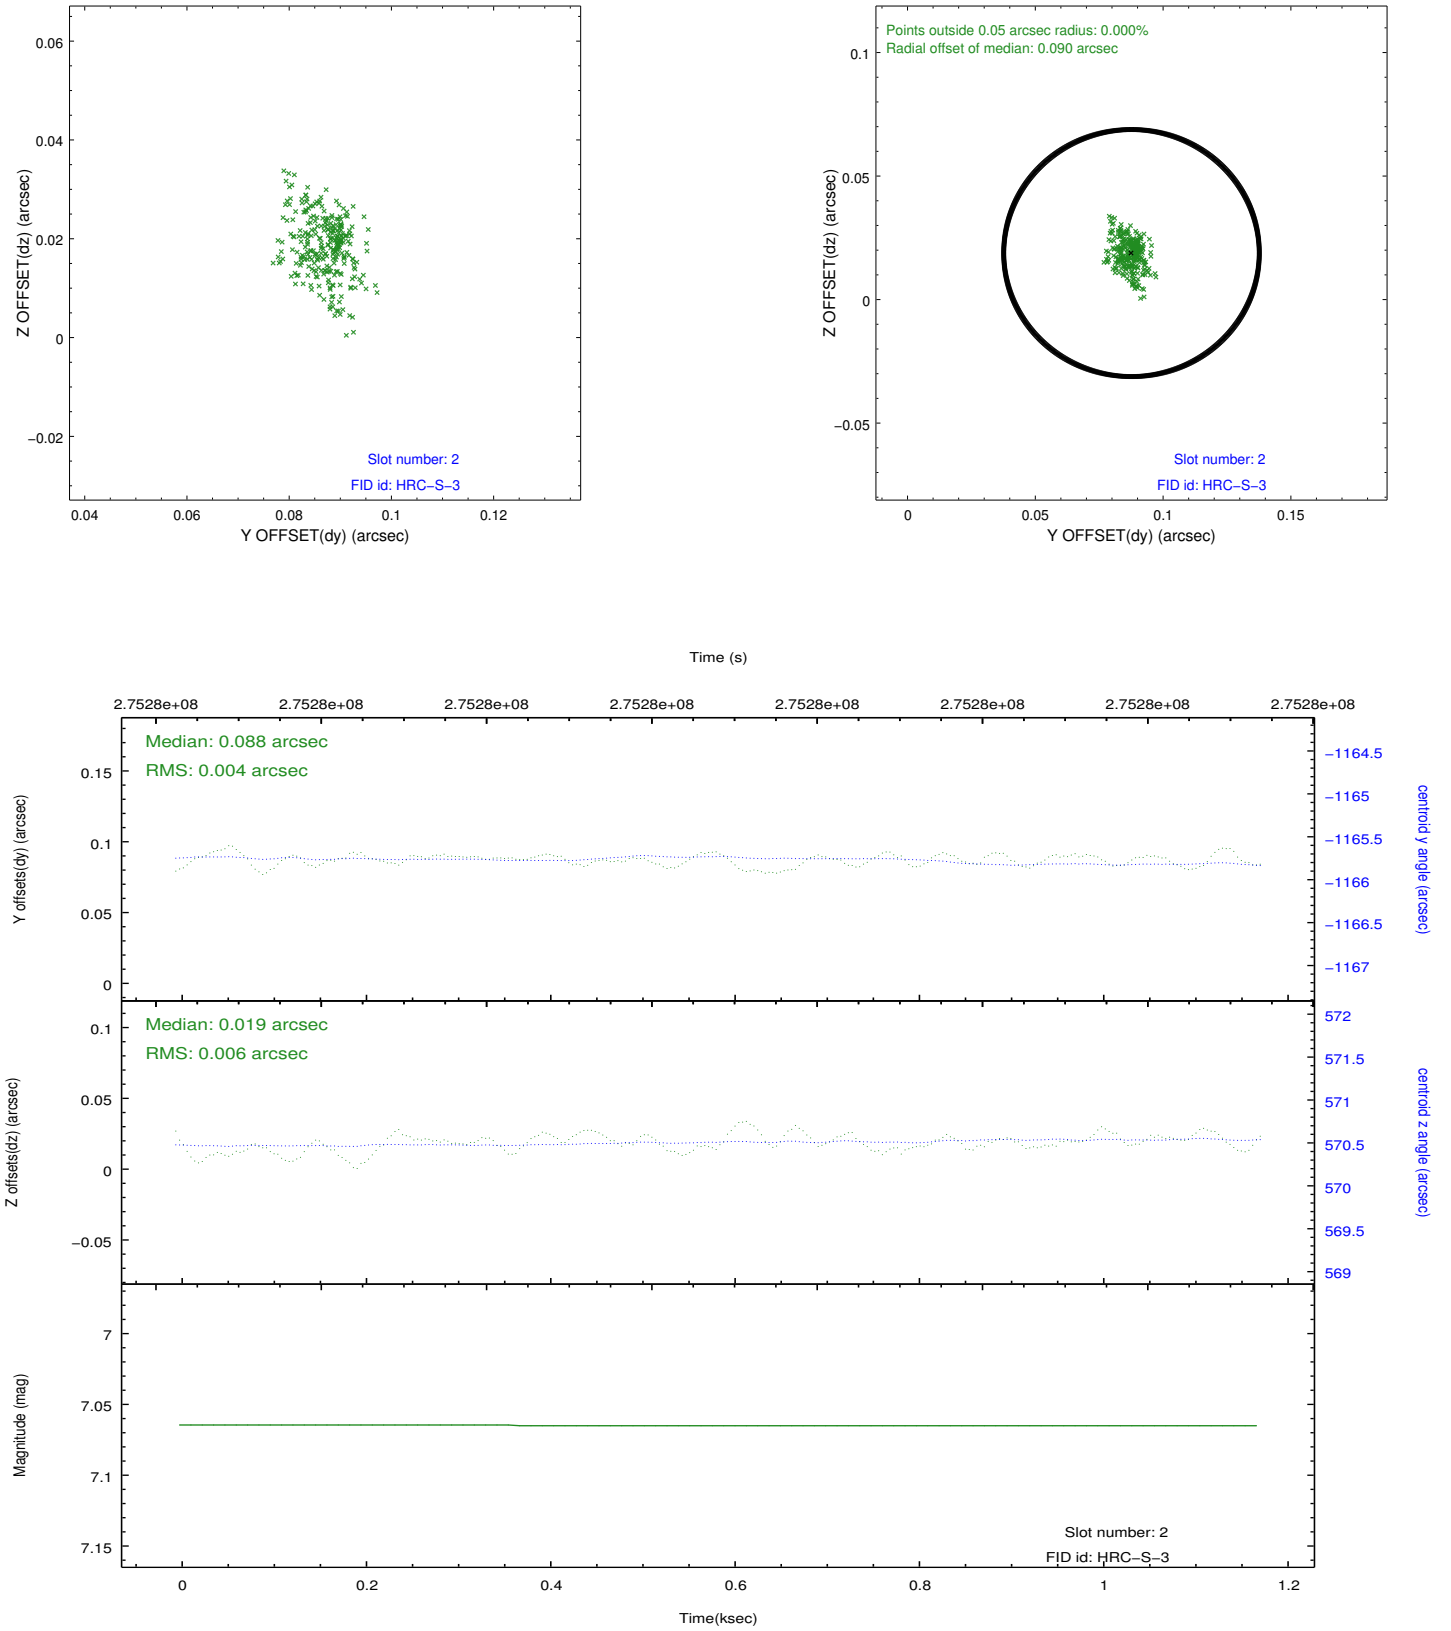 0.06
0.04
0.02
0
−0.02
Z OFFSET(dz) (arcsec)
Slot number: 2
FID id: HRC−S−3
0.04
0.06
0.08
0.1
0.12
Y OFFSET(dy) (arcsec)
Points outside 0.05 arcsec radius: 0.000%
Radial offset of median: 0.090 arcsec
0.1
0.05
0
−0.05
Z OFFSET(dz) (arcsec)
Slot number: 2
FID id: HRC−S−3
0
0.05
0.1
0.15
Y OFFSET(dy) (arcsec)
Time (s)
2.7528e+08
2.7528e+08
2.7528e+08
2.7528e+08
2.7528e+08
2.7528e+08
2.7528e+08
2.7528e+08
Median: 0.088 arcsec
RMS: 0.004 arcsec
0.15
0.1
0.05
0
Y offsets(dy) (arcsec)
−1164.5
−1165
−1165.5
−1166
−1166.5
−1167
centroid y angle (arcsec)
Median: 0.019 arcsec
RMS: 0.006 arcsec
0.1
0.05
0
−0.05
Z offsets(dz) (arcsec)
572
571.5
571
570.5
570
569.5
569
centroid z angle (arcsec)
7
7.05
7.1
7.15
Magnitude (mag)
Slot number: 2
FID id: HRC−S−3
0
0.2
0.4
0.6
0.8
1
1.2
Time(ksec)